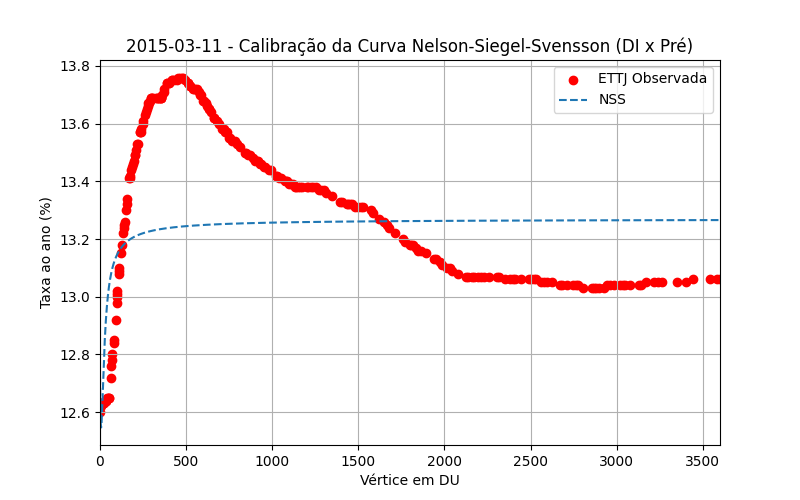 2015-03-11 - Calibração da Curva Nelson-Siegel-Svensson (DI x Pré)
ETTJ Observada
NSS
Taxa ao ano (%)
13.8
13.6
13.4
13.2
13.0
12.8
12.6
0 500 1000 1500 2000 2500 3000 3500
Vértice em DU